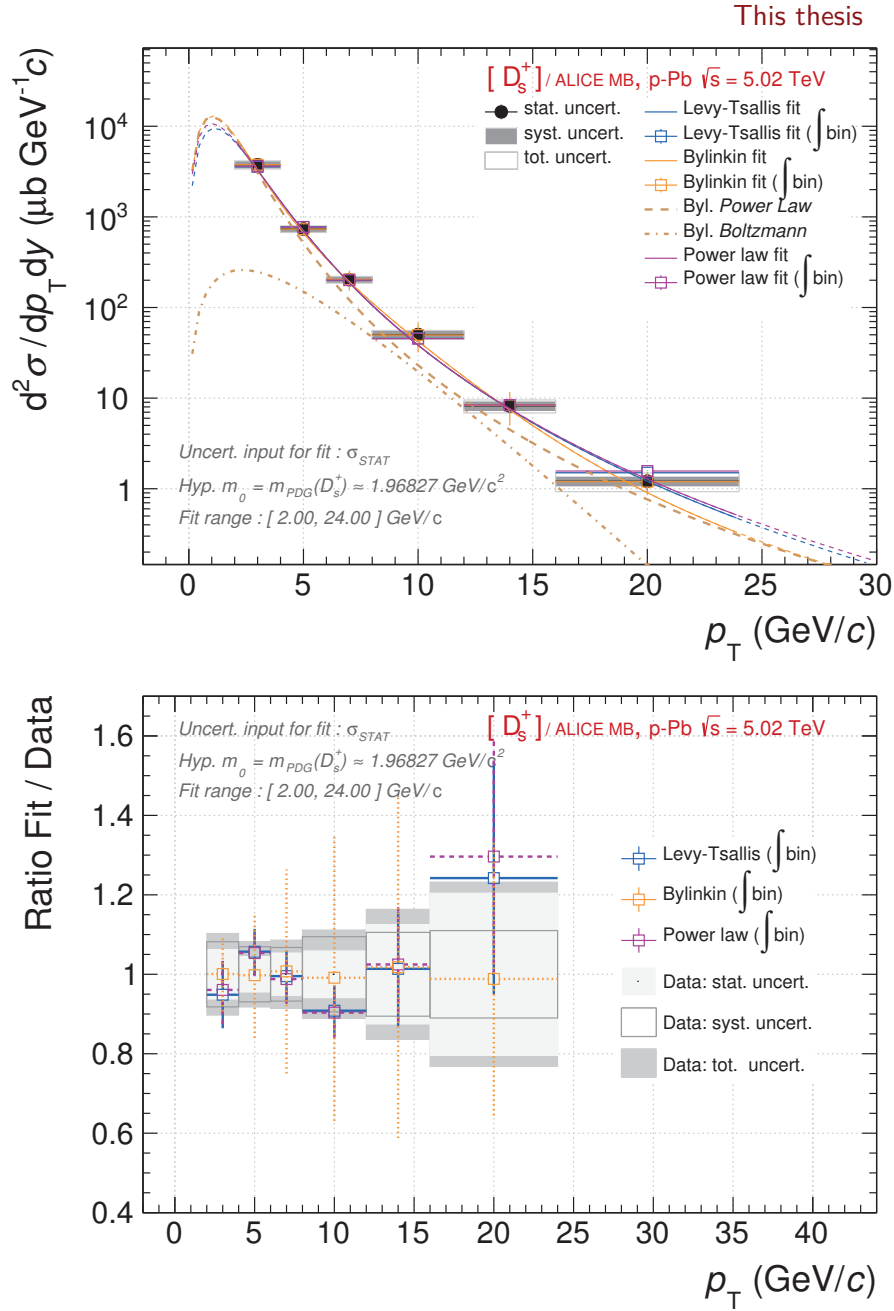 This thesis
[ D_s^+ ] / ALICE MB, p-Pb √s = 5.02 TeV
stat. uncert.
syst. uncert.
tot. uncert.
Levy-Tsallis fit
Levy-Tsallis fit (∫bin)
Bylinkin fit
Bylinkin fit (∫bin)
Byl. Power Law
Byl. Boltzmann
Power law fit
Power law fit (∫bin)
d²σ / dp_T dy (μb GeV⁻¹c)
10⁴
10³
10²
10
1
Uncert. input for fit : σ_STAT
Hyp. m_0 = m_PDG(D_s^+) ≈ 1.96827 GeV/c²
Fit range : [ 2.00, 24.00 ] GeV/c
0 5 10 15 20 25 30
p_T (GeV/c)
Ratio Fit / Data
Uncert. input for fit : σ_STAT
Hyp. m_0 = m_PDG(D_s^+) ≈ 1.96827 GeV/c²
Fit range : [ 2.00, 24.00 ] GeV/c
[ D_s^+ ] / ALICE MB, p-Pb √s = 5.02 TeV
1.6
1.4
1.2
1
0.8
0.6
0.4
Levy-Tsallis (∫bin)
Bylinkin (∫bin)
Power law (∫bin)
Data: stat. uncert.
Data: syst. uncert.
Data: tot. uncert.
0 5 10 15 20 25 30 35 40
p_T (GeV/c)